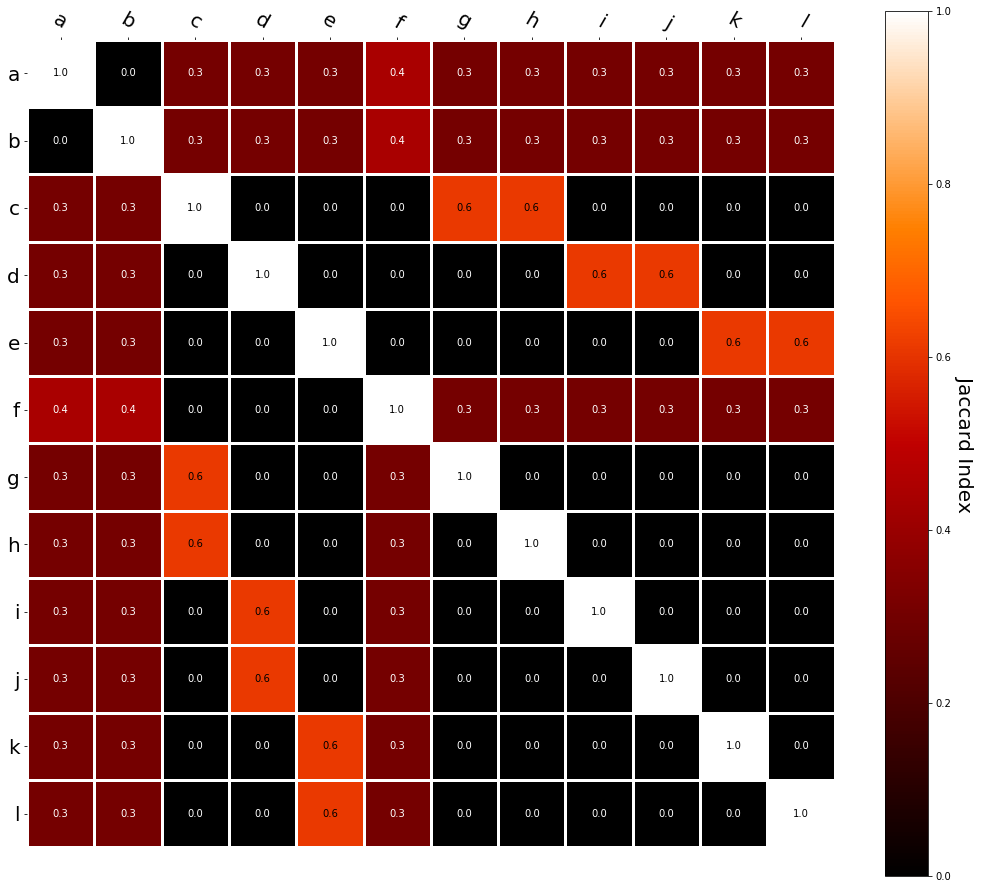 a b c d e f g h i j k l
a 1.0 0.0 0.3 0.3 0.3 0.4 0.3 0.3 0.3 0.3 0.3 0.3
b 0.0 1.0 0.3 0.3 0.3 0.4 0.3 0.3 0.3 0.3 0.3 0.3
c 0.3 0.3 1.0 0.0 0.0 0.0 0.6 0.6 0.0 0.0 0.0 0.0
d 0.3 0.3 0.0 1.0 0.0 0.0 0.0 0.0 0.6 0.6 0.0 0.0
e 0.3 0.3 0.0 0.0 1.0 0.0 0.0 0.0 0.0 0.0 0.6 0.6
f 0.4 0.4 0.0 0.0 0.0 1.0 0.3 0.3 0.3 0.3 0.3 0.3
g 0.3 0.3 0.6 0.0 0.0 0.3 1.0 0.0 0.0 0.0 0.0 0.0
h 0.3 0.3 0.6 0.0 0.0 0.3 0.0 1.0 0.0 0.0 0.0 0.0
i 0.3 0.3 0.0 0.6 0.0 0.3 0.0 0.0 1.0 0.0 0.0 0.0
j 0.3 0.3 0.0 0.6 0.0 0.3 0.0 0.0 0.0 1.0 0.0 0.0
k 0.3 0.3 0.0 0.0 0.6 0.3 0.0 0.0 0.0 0.0 1.0 0.0
l 0.3 0.3 0.0 0.0 0.6 0.3 0.0 0.0 0.0 0.0 0.0 1.0
1.0
0.8
0.6
0.4
0.2
0.0
Jaccard Index